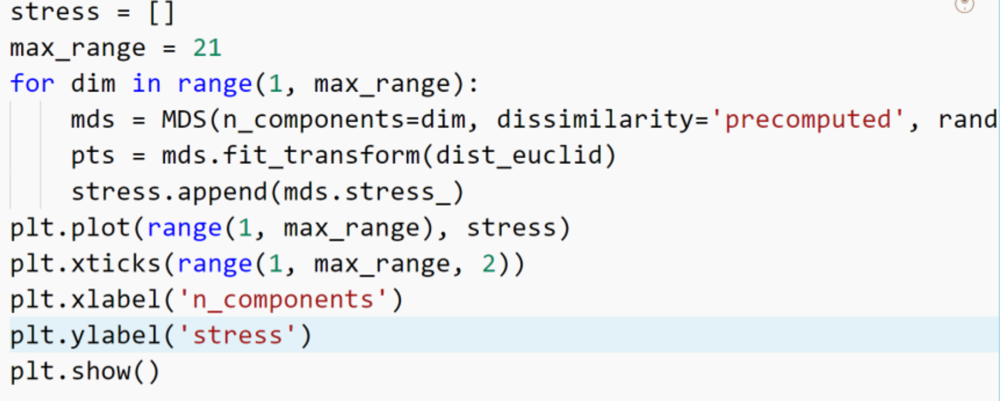 stress = []
max_range = 21
for dim in range(1, max_range):
    mds = MDS(n_components=dim, dissimilarity='precomputed', rand
    pts = mds.fit_transform(dist_euclid)
    stress.append(mds.stress_)
plt.plot(range(1, max_range), stress)
plt.xticks(range(1, max_range, 2))
plt.xlabel('n_components')
plt.ylabel('stress')
plt.show()